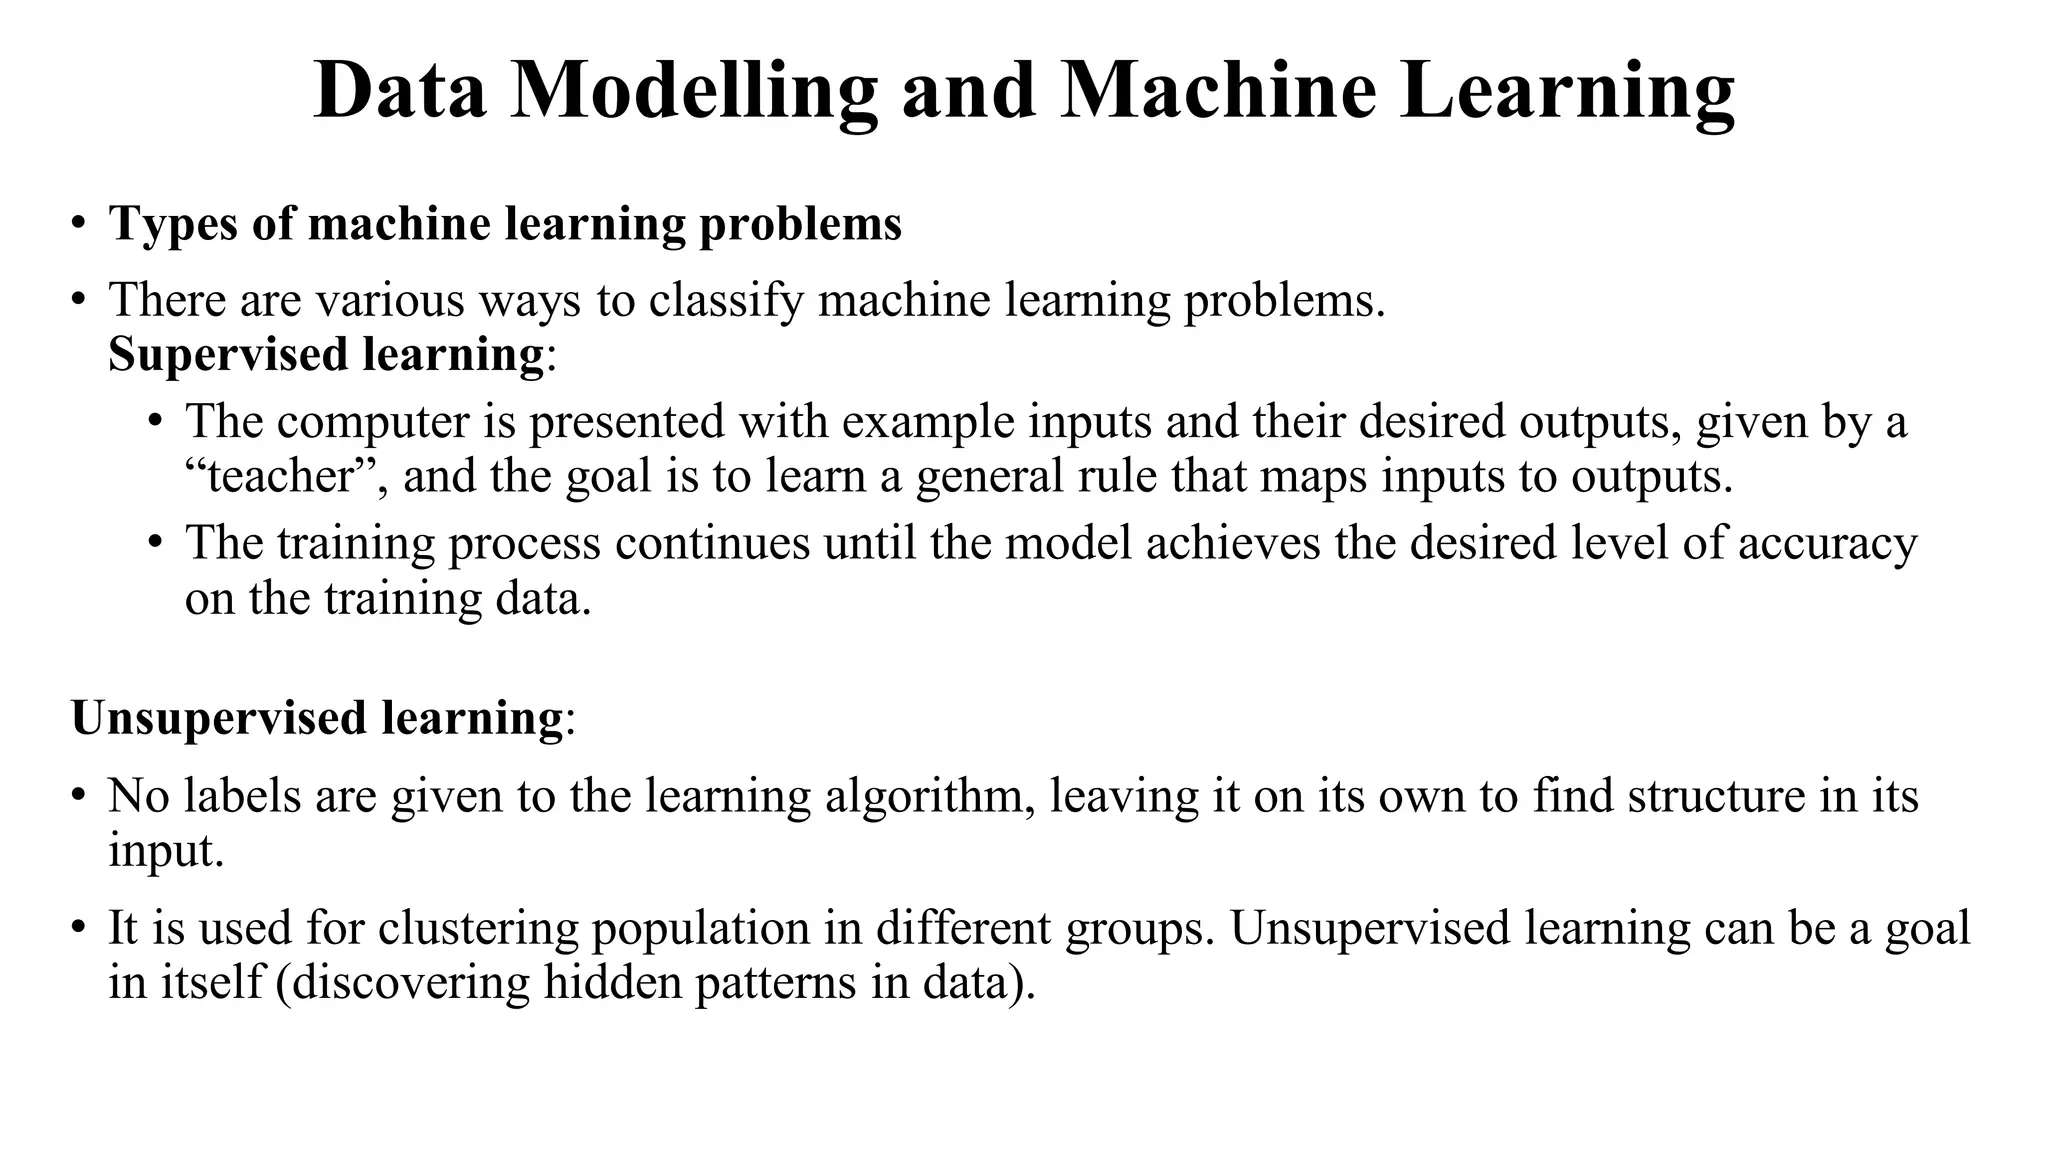 Data Modelling and Machine Learning
• Types of machine learning problems
• There are various ways to classify machine learning problems.
Supervised learning:
• The computer is presented with example inputs and their desired outputs, given by a
“teacher”, and the goal is to learn a general rule that maps inputs to outputs.
• The training process continues until the model achieves the desired level of accuracy
on the training data.
Unsupervised learning:
• No labels are given to the learning algorithm, leaving it on its own to find structure in its
input.
• It is used for clustering population in different groups. Unsupervised learning can be a goal
in itself (discovering hidden patterns in data).